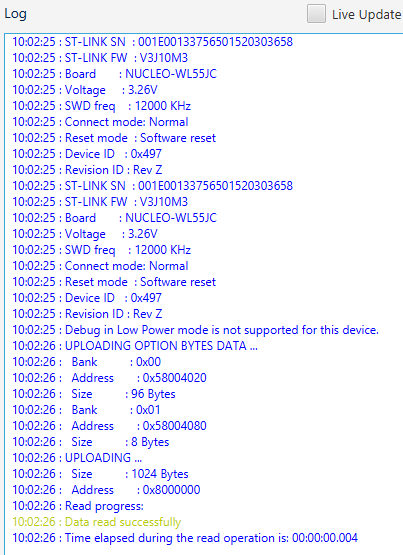 Log
Live Update
10:02:25 : ST-LINK SN : 001E00133756501520303658
10:02:25 : ST-LINK FW : V3J10M3
10:02:25 : Board : NUCLEO-WL55JC
10:02:25 : Voltage : 3.26V
10:02:25 : SWD freq : 12000 KHz
10:02:25 : Connect mode: Normal
10:02:25 : Reset mode : Software reset
10:02:25 : Device ID : 0x497
10:02:25 : Revision ID : Rev Z
10:02:25 : ST-LINK SN : 001E00133756501520303658
10:02:25 : ST-LINK FW : V3J10M3
10:02:25 : Board : NUCLEO-WL55JC
10:02:25 : Voltage : 3.26V
10:02:25 : SWD freq : 12000 KHz
10:02:25 : Connect mode: Normal
10:02:25 : Reset mode : Software reset
10:02:25 : Device ID : 0x497
10:02:25 : Revision ID : Rev Z
10:02:25 : Debug in Low Power mode is not supported for this device.
10:02:26 : UPLOADING OPTION BYTES DATA ...
10:02:26 : Bank : 0x00
10:02:26 : Address : 0x58004020
10:02:26 : Size : 96 Bytes
10:02:26 : Bank : 0x01
10:02:26 : Address : 0x58004080
10:02:26 : Size : 8 Bytes
10:02:26 : UPLOADING ...
10:02:26 : Size : 1024 Bytes
10:02:26 : Address : 0x8000000
10:02:26 : Read progress:
10:02:26 : Data read successfully
10:02:26 : Time elapsed during the read operation is: 00:00:00.004